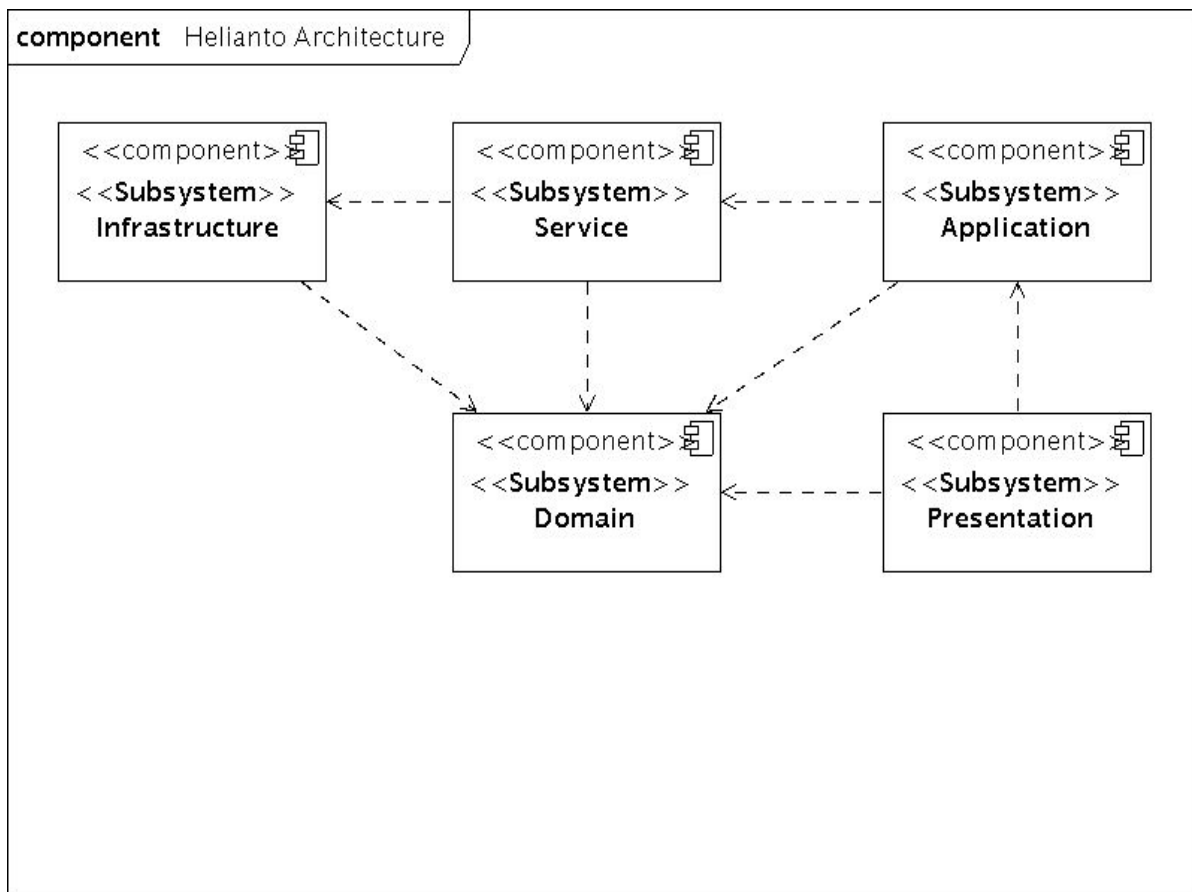 component Helianto Architecture
<<component>>
<<Subsystem>>
Infrastructure
<<component>>
<<Subsystem>>
Service
<<component>>
<<Subsystem>>
Application
<<component>>
<<Subsystem>>
Domain
<<component>>
<<Subsystem>>
Presentation